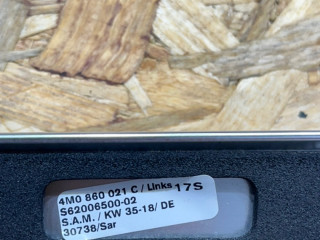 4M0 860 021 C / Links 17S
S62006500-02
S.A.M. / KW 35-18/ DE
30738/Sar